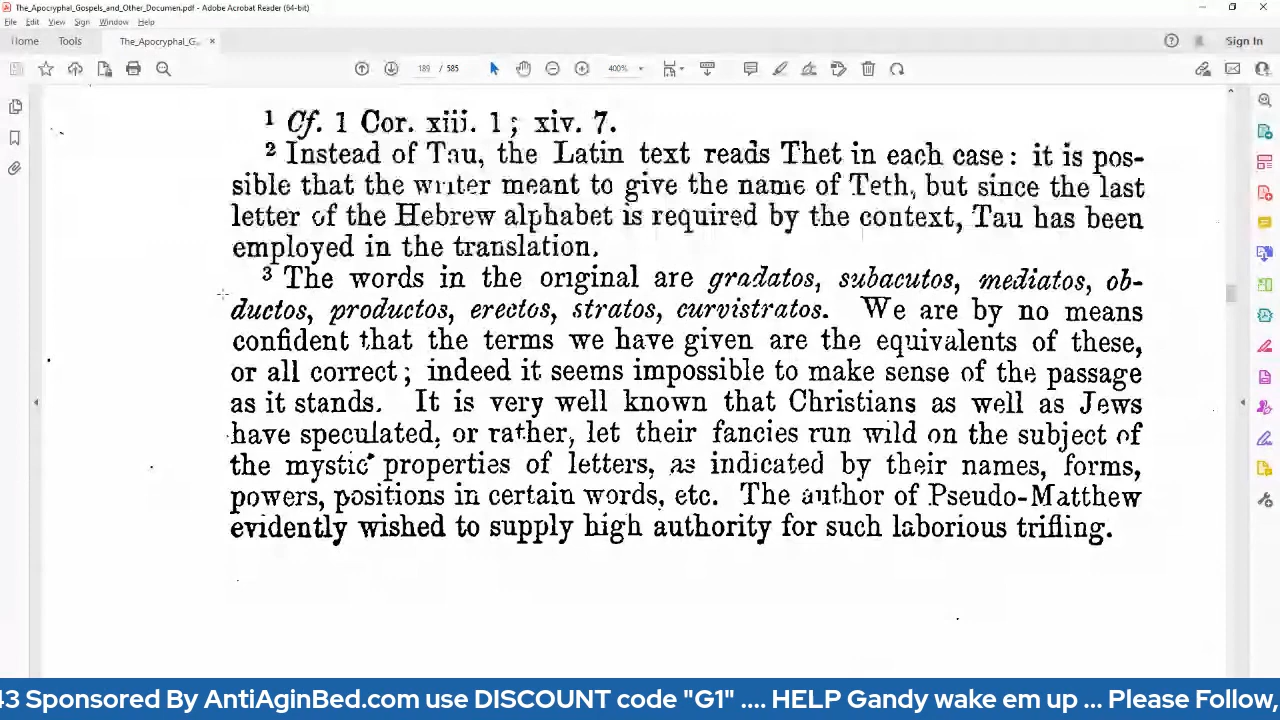 The_Apocryphal_Gospels_and_Other_Documen.pdf - Adobe Acrobat Reader (64-bit)
File Edit View Sign Window Help
Home Tools The_Apocryphal_G... × Sign In
189 / 585 400%
1 Cf. 1 Cor. xiii. 1; xiv. 7.
2 Instead of Tau, the Latin text reads Thet in each case: it is pos-
sible that the writer meant to give the name of Teth, but since the last
letter of the Hebrew alphabet is required by the context, Tau has been
employed in the translation.
3 The words in the original are gradatos, subacutos, mediatos, ob-
ductos, productos, erectos, stratos, curvistratos. We are by no means
confident that the terms we have given are the equivalents of these,
or all correct; indeed it seems impossible to make sense of the passage
as it stands. It is very well known that Christians as well as Jews
have speculated, or rather, let their fancies run wild on the subject of
the mystic properties of letters, as indicated by their names, forms,
powers, positions in certain words, etc. The author of Pseudo-Matthew
evidently wished to supply high authority for such laborious trifling.
43 Sponsored By AntiAginBed.com use DISCOUNT code "G1" .... HELP Gandy wake em up ... Please Follow,